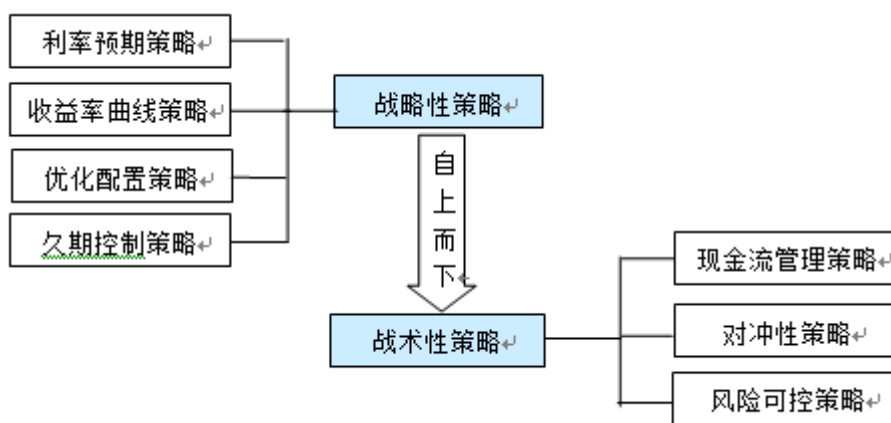 利率预期策略
收益率曲线策略
优化配置策略
久期控制策略
战略性策略
自
上
而
下
战术性策略
现金流管理策略
对冲性策略
风险可控策略